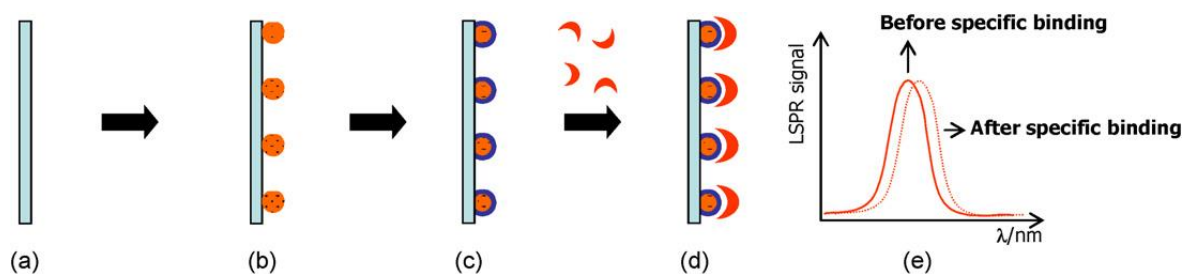 Before specific binding
LSPR signal
After specific binding
λ/nm
(a)
(b)
(c)
(d)
(e)